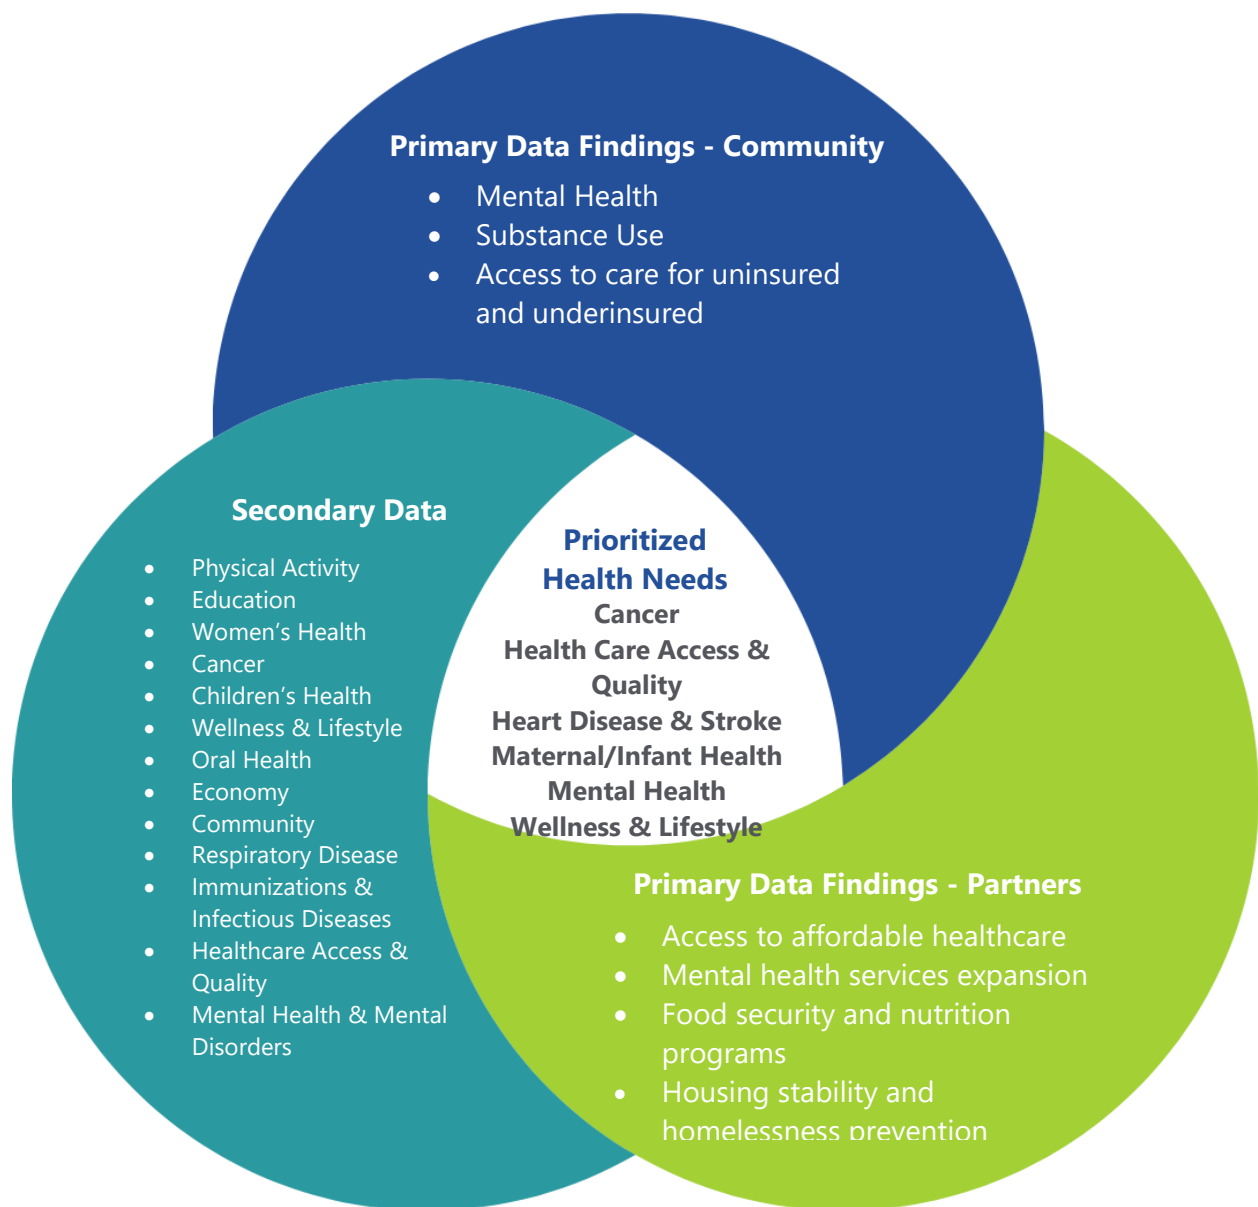 Primary Data Findings - Community
• Mental Health
• Substance Use
• Access to care for uninsured
and underinsured
Secondary Data
• Physical Activity
• Education
• Women’s Health
• Cancer
• Children’s Health
• Wellness & Lifestyle
• Oral Health
• Economy
• Community
• Respiratory Disease
• Immunizations &
Infectious Diseases
• Healthcare Access &
Quality
• Mental Health & Mental
Disorders
Prioritized
Health Needs
Cancer
Health Care Access &
Quality
Heart Disease & Stroke
Maternal/Infant Health
Mental Health
Wellness & Lifestyle
Primary Data Findings - Partners
• Access to affordable healthcare
• Mental health services expansion
• Food security and nutrition
programs
• Housing stability and
homelessness prevention